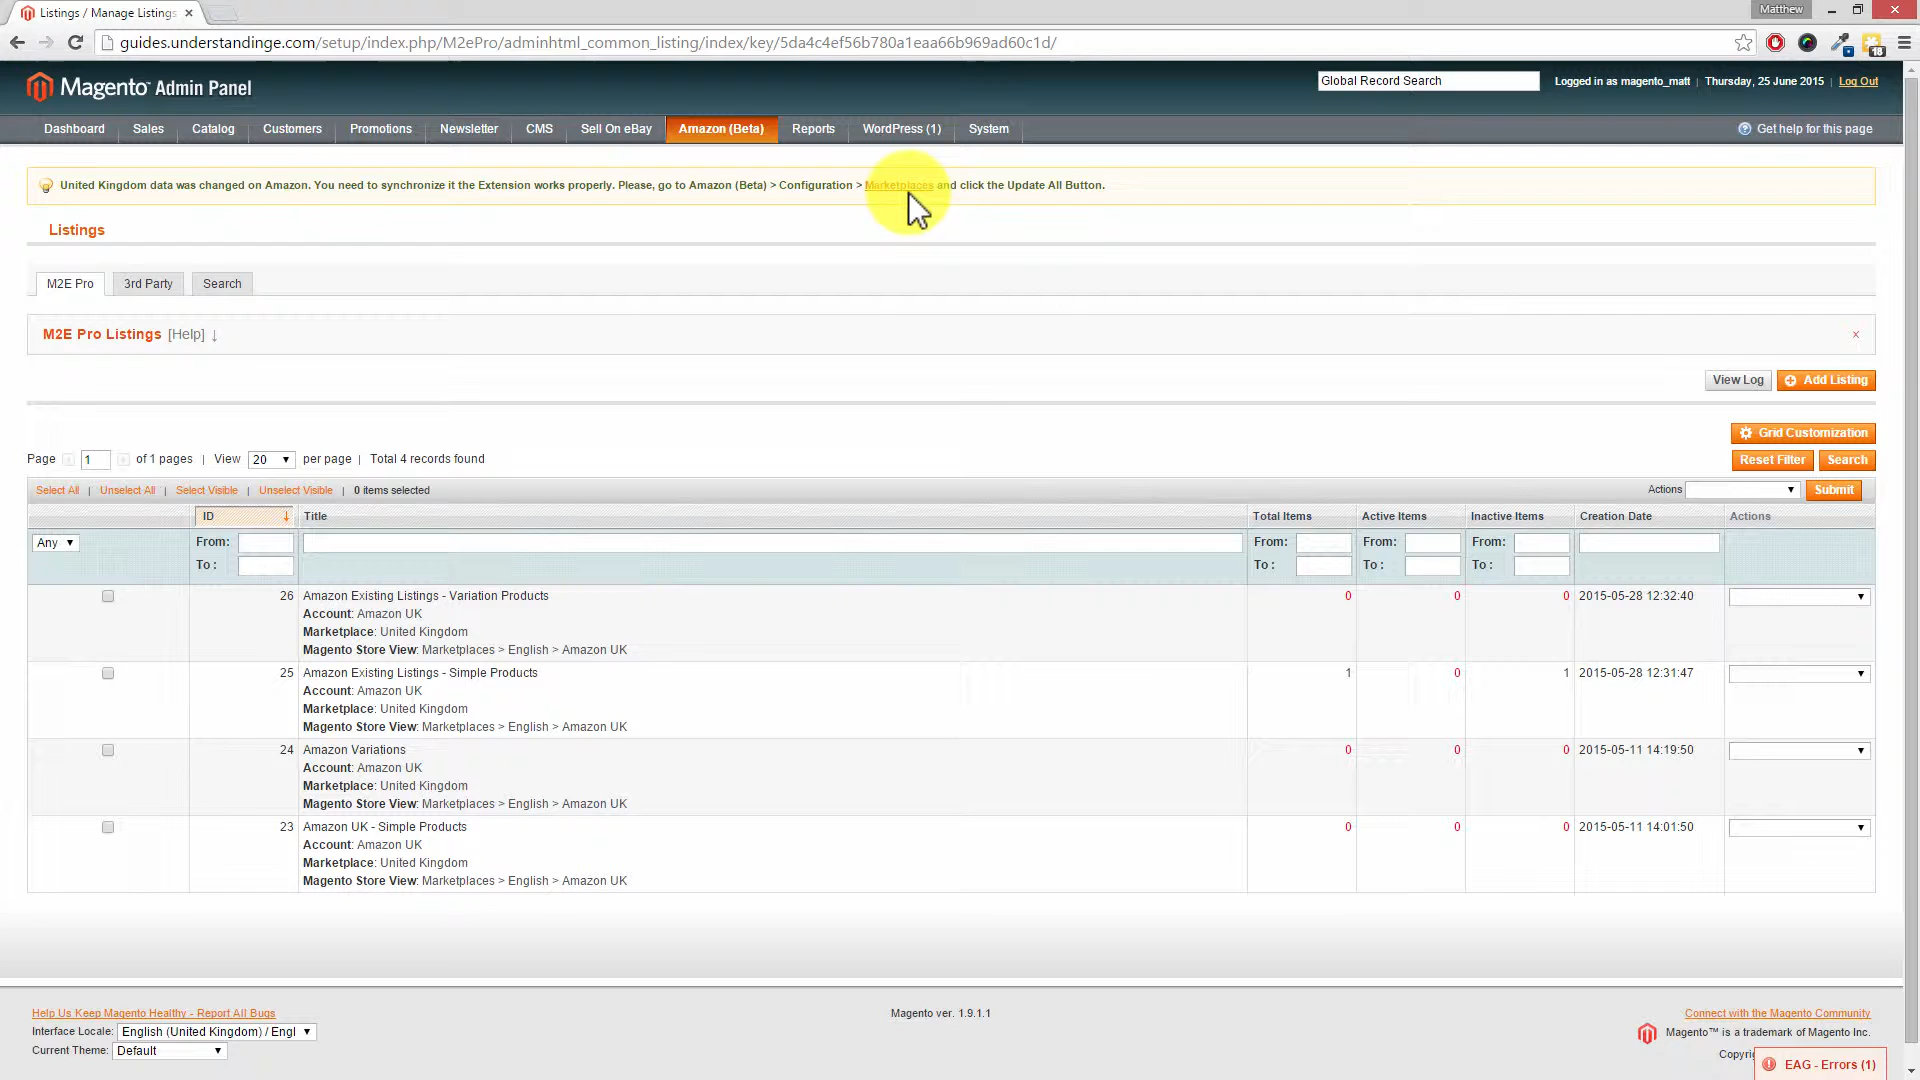 Listings / Manage Listings
Matthew
guides.understandinge.com/setup/index.php/M2ePro/adminhtml_common_listing/index/key/5da4c4ef56b780a1eaa66b969ad60c1d/
18
Magento™ Admin Panel
Global Record Search
Logged in as magento_matt | Thursday, 25 June 2015 | Log Out
Dashboard Sales Catalog Customers Promotions Newsletter CMS Sell On eBay Amazon (Beta) Reports WordPress (1) System
Get help for this page
United Kingdom data was changed on Amazon. You need to synchronize it the Extension works properly. Please, go to Amazon (Beta) > Configuration > Marketplaces and click the Update All Button.
Listings
M2E Pro 3rd Party Search
M2E Pro Listings [Help] ↓
View Log Add Listing
Grid Customization
Page 1 of 1 pages | View 20 per page | Total 4 records found
Reset Filter Search
Select All | Unselect All | Select Visible | Unselect Visible | 0 items selected
Actions Submit
ID Title Total Items Active Items Inactive Items Creation Date Actions
Any From: From: From: From:
To : To : To : To :
26 Amazon Existing Listings - Variation Products 0 0 0 2015-05-28 12:32:40
Account: Amazon UK
Marketplace: United Kingdom
Magento Store View: Marketplaces > English > Amazon UK
25 Amazon Existing Listings - Simple Products 1 0 1 2015-05-28 12:31:47
Account: Amazon UK
Marketplace: United Kingdom
Magento Store View: Marketplaces > English > Amazon UK
24 Amazon Variations 0 0 0 2015-05-11 14:19:50
Account: Amazon UK
Marketplace: United Kingdom
Magento Store View: Marketplaces > English > Amazon UK
23 Amazon UK - Simple Products 0 0 0 2015-05-11 14:01:50
Account: Amazon UK
Marketplace: United Kingdom
Magento Store View: Marketplaces > English > Amazon UK
Help Us Keep Magento Healthy - Report All Bugs
Interface Locale: English (United Kingdom) / Engl
Current Theme: Default
Magento ver. 1.9.1.1
Connect with the Magento Community
Magento™ is a trademark of Magento Inc.
Copyri
EAG - Errors (1)